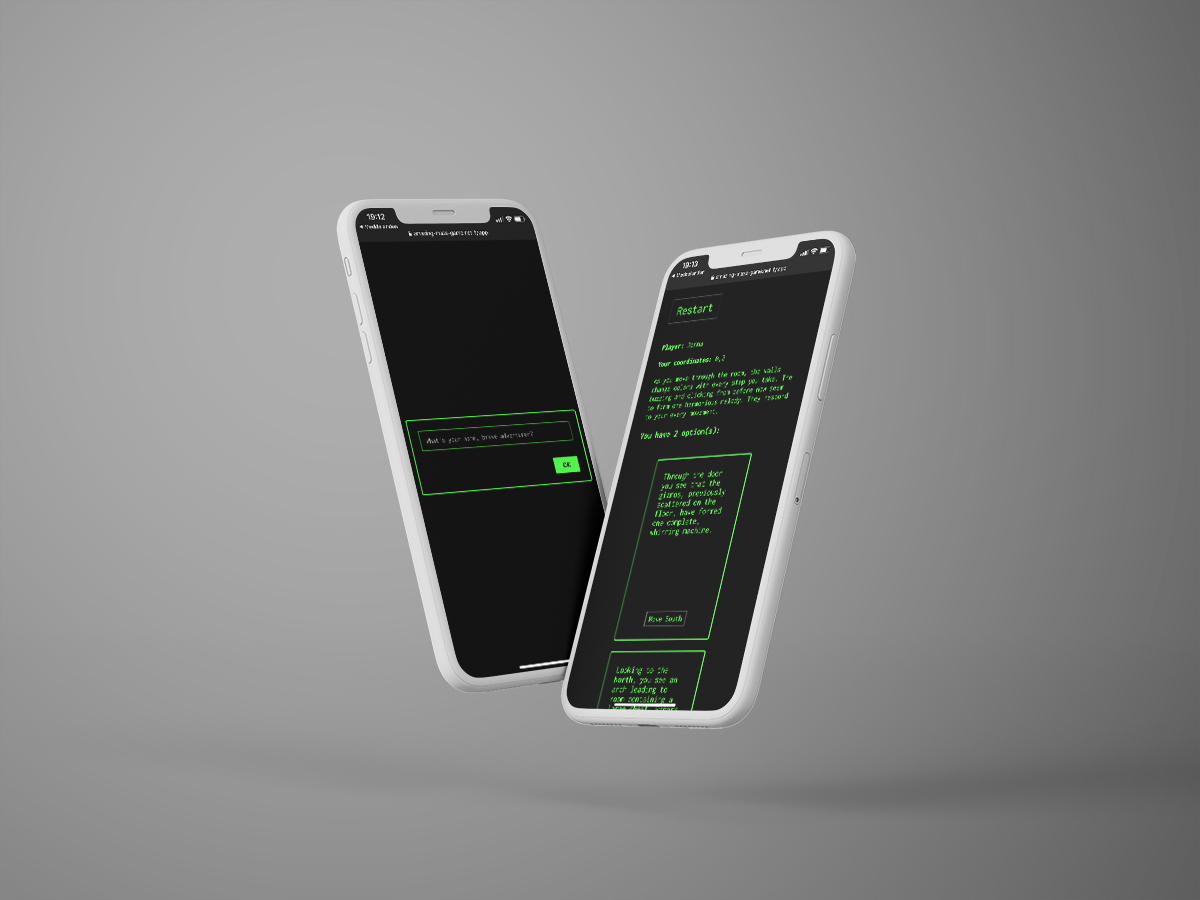 19:12
amazing-maze-game.netlify.app
What's your name, brave adventurer?
OK
19:13
amazing-maze-game.netlify.app
Restart
Player: Jonna
Your coordinates: 0,2
As you move through the room, the walls
change colors with every step you take. The
buzzing and clicking from before now seem
to form one harmonious melody. They respond
to your every movement.
You have 2 option(s):
Through the door
you see that the
gizmos, previously
scattered on the
floor, have formed
one complete,
whirring machine.
Move South
Looking to the
North, you see an
arch leading to
room containing a